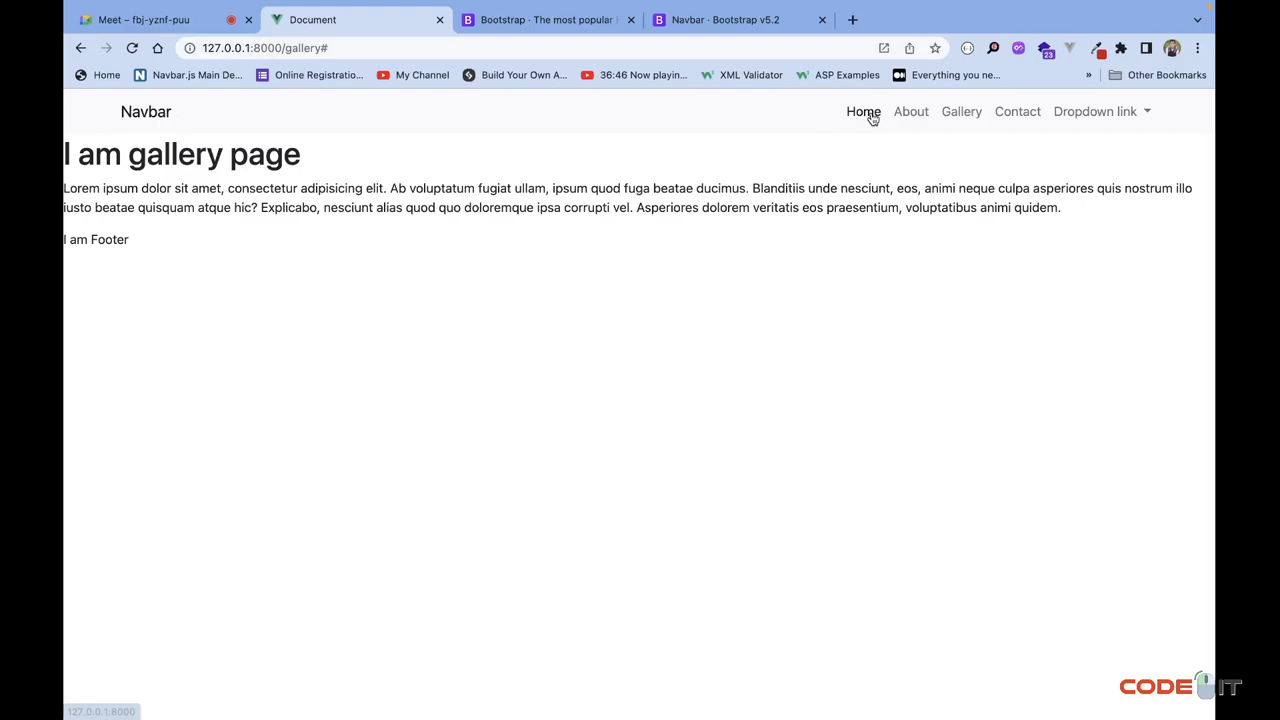 Meet – fbj-yznf-puu
Document
Bootstrap · The most popular
Navbar · Bootstrap v5.2
127.0.0.1:8000/gallery#
23
Home
Navbar.js Main De...
Online Registratio...
My Channel
Build Your Own A...
36:46 Now playin...
XML Validator
ASP Examples
Everything you ne...
»
Other Bookmarks
Navbar
Home
About
Gallery
Contact
Dropdown link
I am gallery page
Lorem ipsum dolor sit amet, consectetur adipisicing elit. Ab voluptatum fugiat ullam, ipsum quod fuga beatae ducimus. Blanditiis unde nesciunt, eos, animi neque culpa asperiores quis nostrum illo
iusto beatae quisquam atque hic? Explicabo, nesciunt alias quod quo doloremque ipsa corrupti vel. Asperiores dolorem veritatis eos praesentium, voluptatibus animi quidem.
I am Footer
CODE IT
127.0.0.1:8000